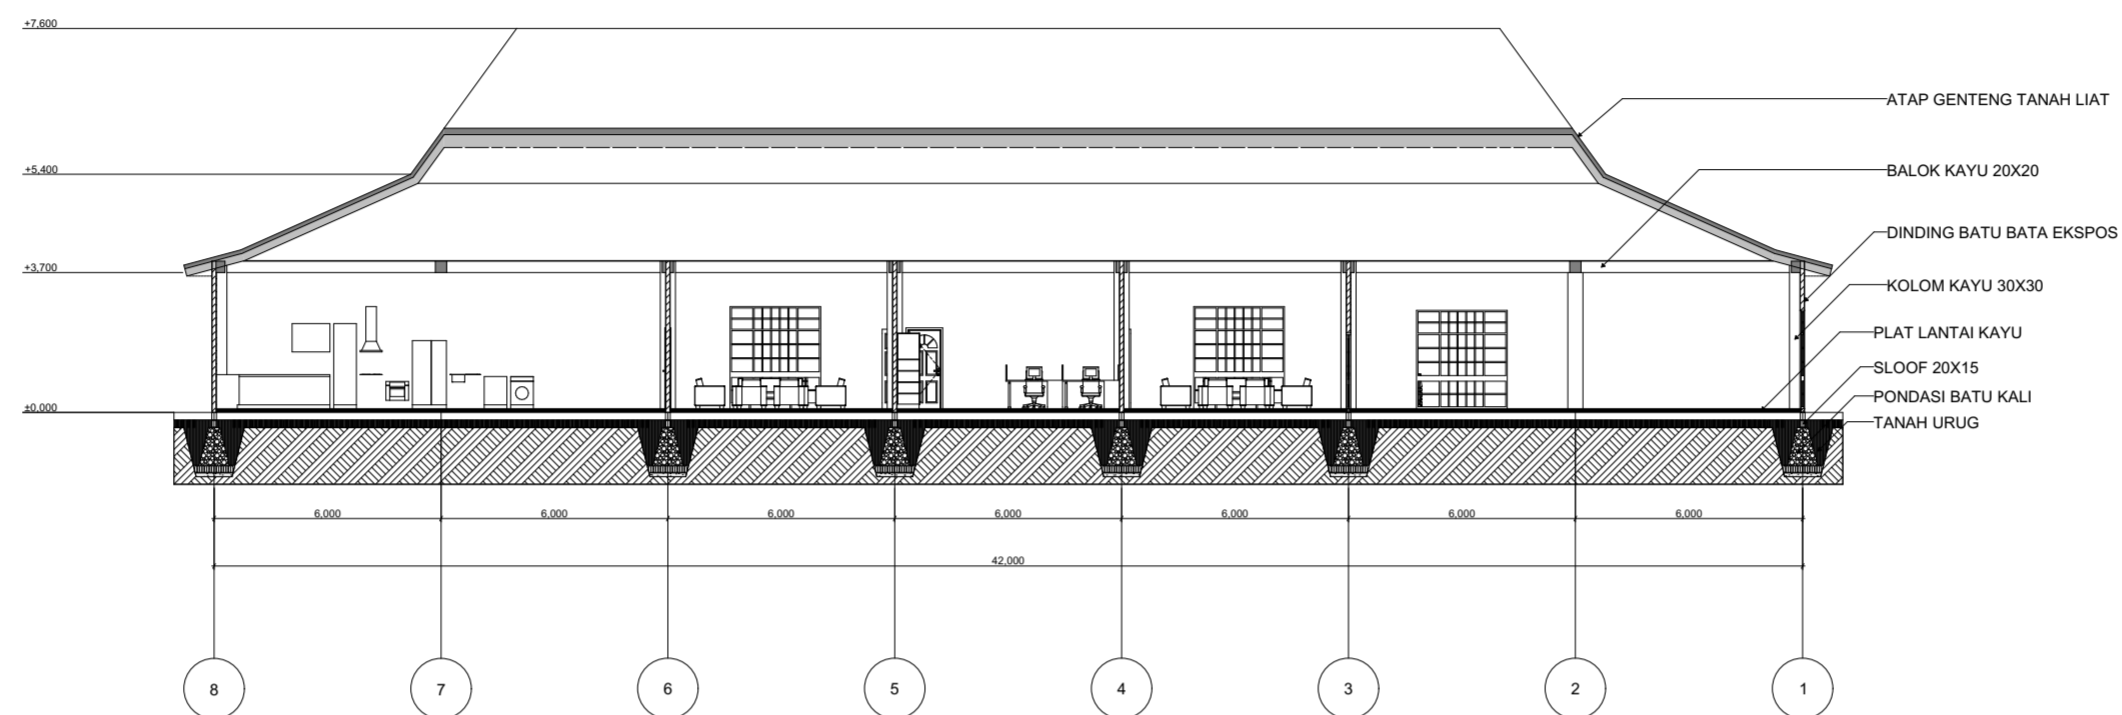 +7,600
ATAP GENTENG TANAH LIAT
+5,400
BALOK KAYU 20X20
DINDING BATU BATA EKSPOS
+3,700
KOLOM KAYU 30X30
PLAT LANTAI KAYU
SLOOF 20X15
PONDASI BATU KALI
±0,000
TANAH URUG
6,000 6,000 6,000 6,000 6,000 6,000 6,000
42,000
8 7 6 5 4 3 2 1